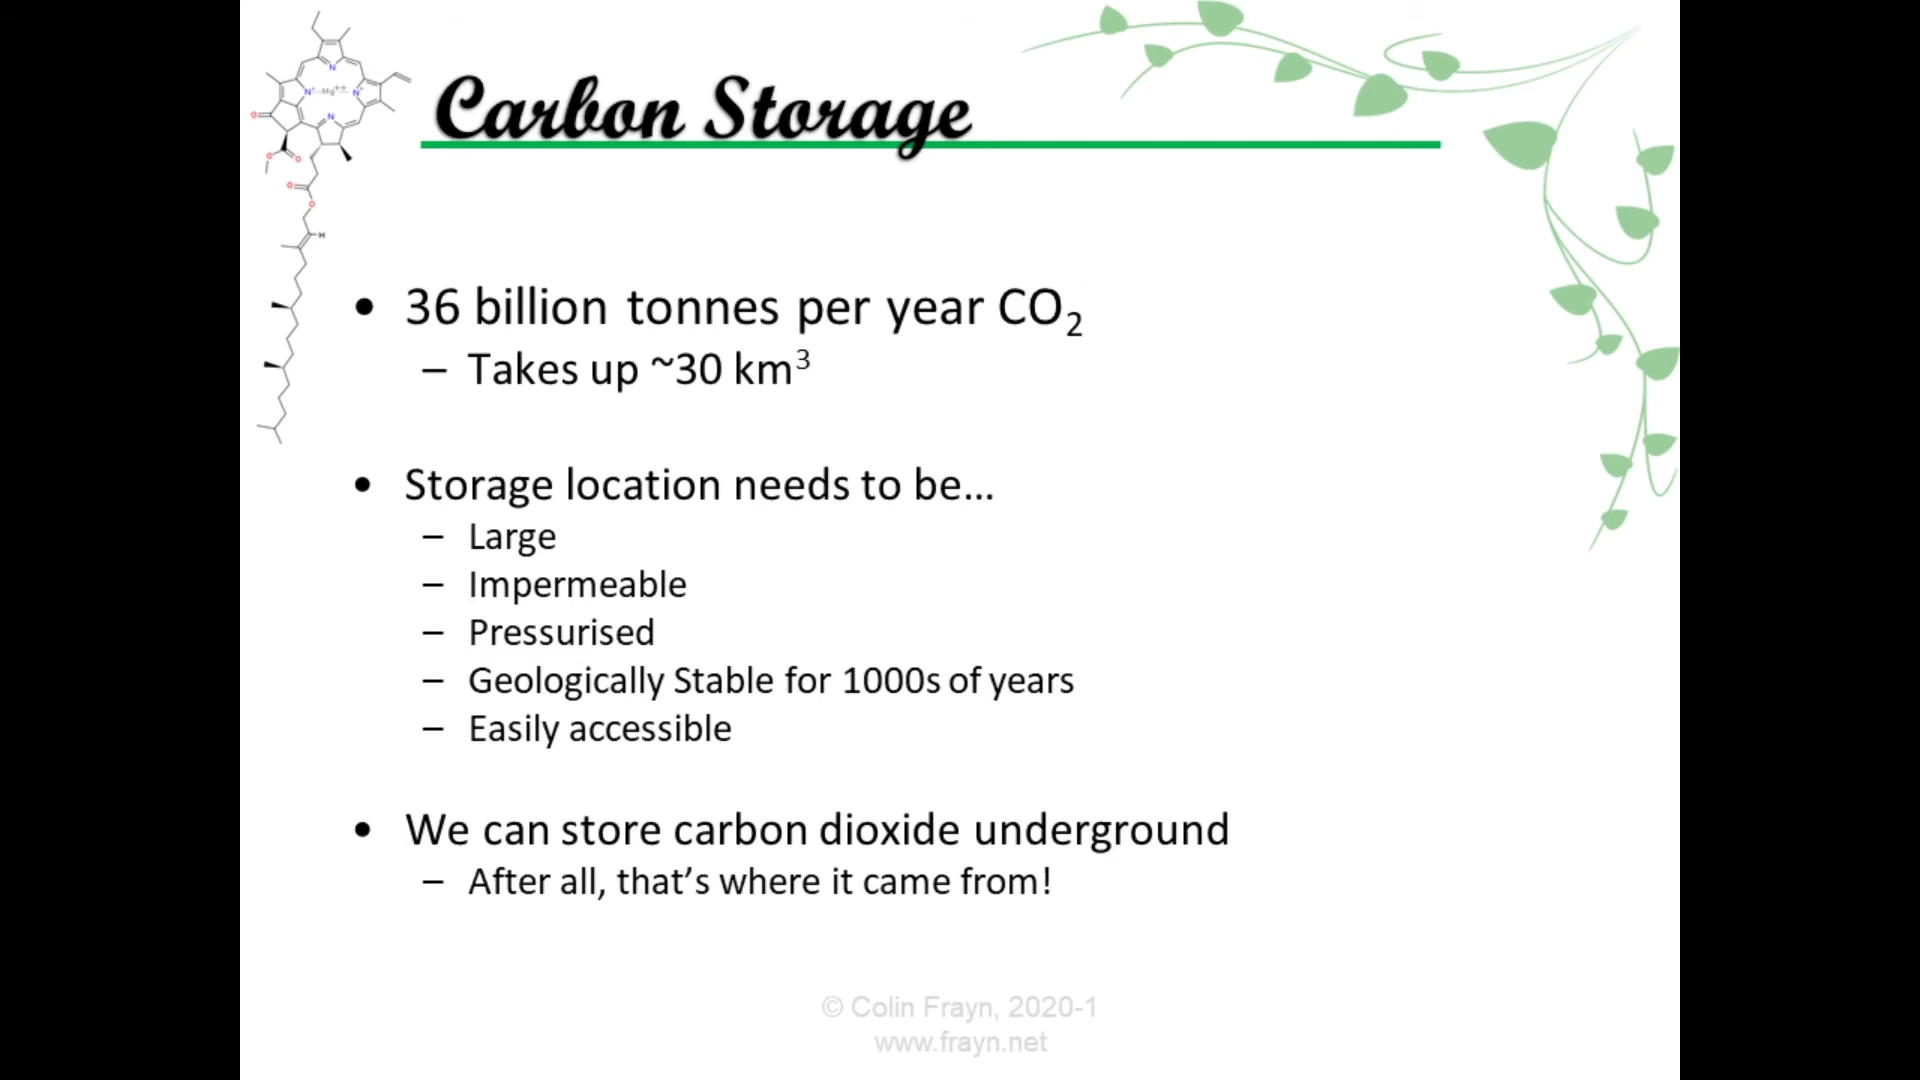 Carbon Storage
• 36 billion tonnes per year CO₂
– Takes up ~30 km³
• Storage location needs to be...
– Large
– Impermeable
– Pressurised
– Geologically Stable for 1000s of years
– Easily accessible
• We can store carbon dioxide underground
– After all, that’s where it came from!
© Colin Frayn, 2020-1
www.frayn.net